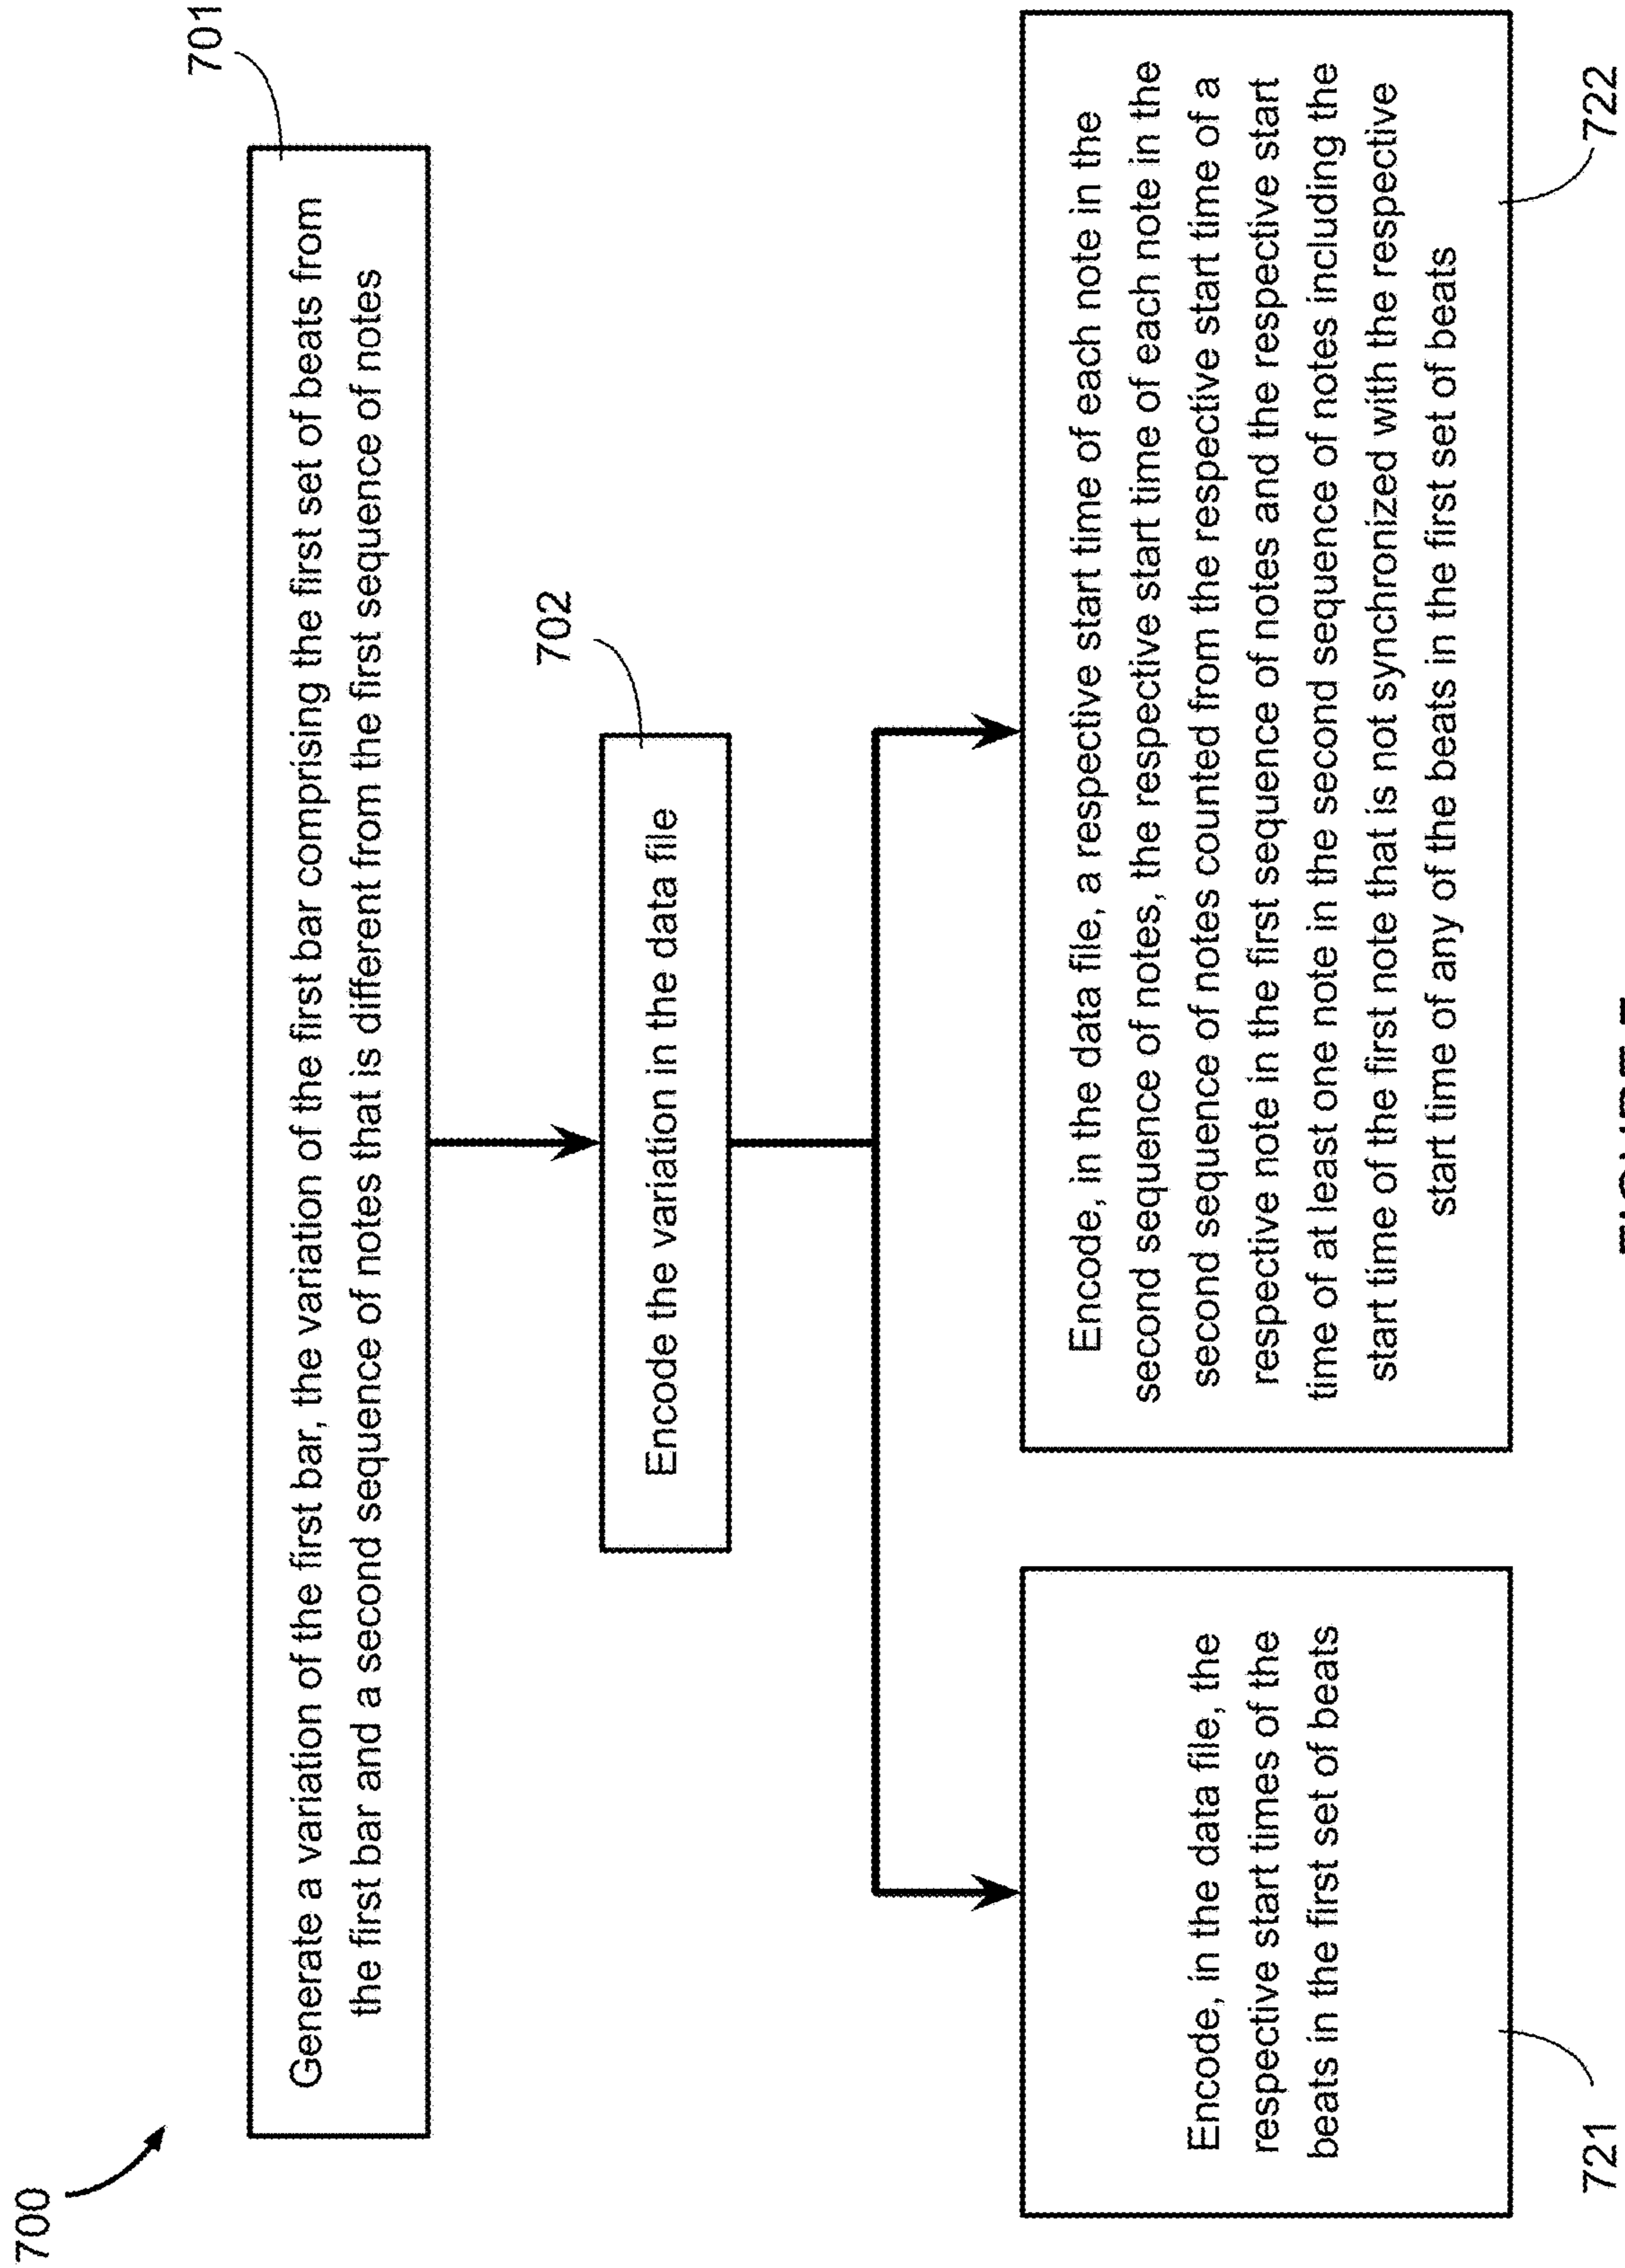 700
701
Generate a variation of the first bar, the variation of the first bar comprising the first set of beats from
the first bar and a second sequence of notes that is different from the first sequence of notes
702
Encode the variation in the data file
Encode, in the data file, the
respective start times of the
beats in the first set of beats
721
Encode, in the data file, a respective start time of each note in the
second sequence of notes, the respective start time of each note in the
second sequence of notes counted from the respective start time of a
respective note in the first sequence of notes and the respective start
time of at least one note in the second sequence of notes including the
start time of the first note that is not synchronized with the respective
start time of any of the beats in the first set of beats
722